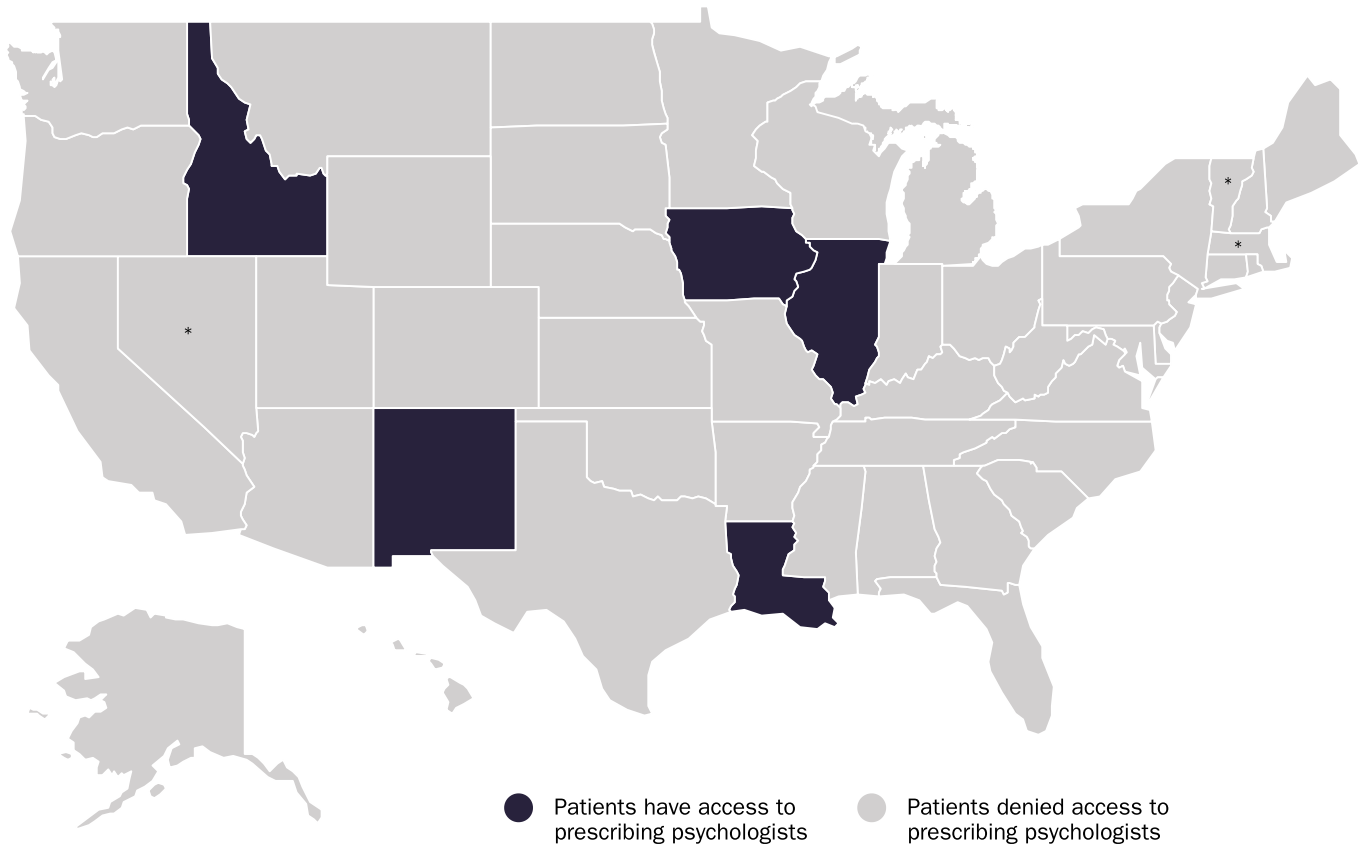 *
*
*
Patients have access to
prescribing psychologists
Patients denied access to
prescribing psychologists